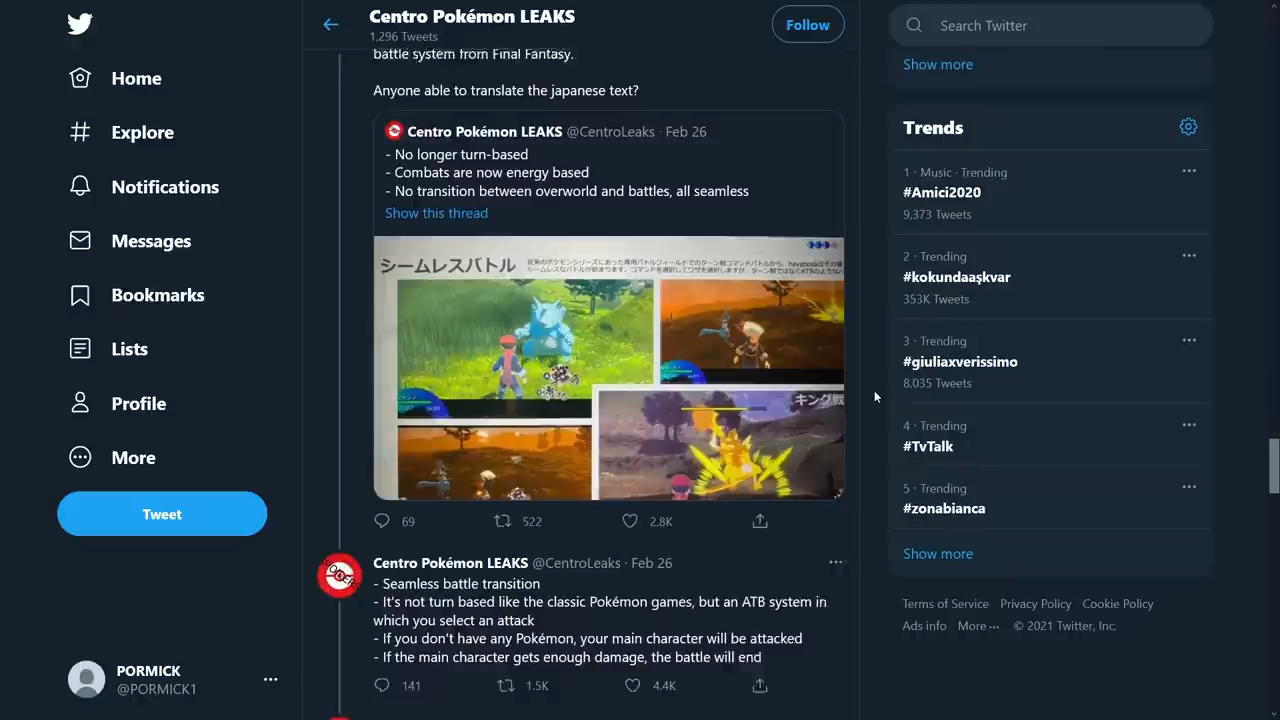 Home
Explore
Notifications
Messages
Bookmarks
Lists
Profile
More
Tweet
PORMICK
@PORMICK1
Centro Pokémon LEAKS
1,296 Tweets
Follow
battle system from Final Fantasy.
Anyone able to translate the japanese text?
Centro Pokémon LEAKS @CentroLeaks · Feb 26
- No longer turn-based
- Combats are now energy based
- No transition between overworld and battles, all seamless
Show this thread
シームレスバトル
キング戦
69 522 2.8K
Centro Pokémon LEAKS @CentroLeaks · Feb 26
- Seamless battle transition
- It's not turn based like the classic Pokémon games, but an ATB system in
which you select an attack
- If you don't have any Pokémon, your main character will be attacked
- If the main character gets enough damage, the battle will end
141 1.5K 4.4K
Search Twitter
Show more
Trends
1 · Music · Trending
#Amici2020
9,373 Tweets
2 · Trending
#kokundaaşkvar
353K Tweets
3 · Trending
#giuliaxverissimo
8,035 Tweets
4 · Trending
#TvTalk
5 · Trending
#zonabianca
Show more
Terms of Service Privacy Policy Cookie Policy
Ads info More ··· © 2021 Twitter, Inc.